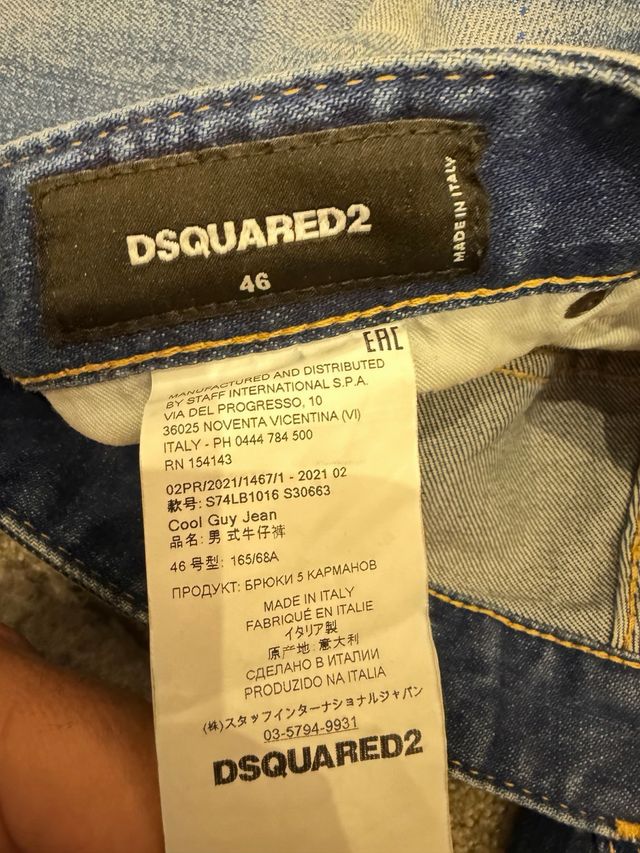 DSQUARED2
46
MADE IN ITALY
EAC
MANUFACTURED AND DISTRIBUTED
BY STAFF INTERNATIONAL S.P.A.
VIA DEL PROGRESSO, 10
36025 NOVENTA VICENTINA (VI)
ITALY - PH 0444 784 500
RN 154143
02PR/2021/1467/1 - 2021 02
款号: S74LB1016 S30663
Cool Guy Jean
品名: 男式牛仔裤
46 号型: 165/68A
ПРОДУКТ: БРЮКИ 5 КАРМАНОВ
MADE IN ITALY
FABRIQUÉ EN ITALIE
イタリア製
原产地: 意大利
СДЕЛАНО В ИТАЛИИ
PRODUZIDO NA ITALIA
(株)スタッフインターナショナルジャパン
03-5794-9931
DSQUARED2